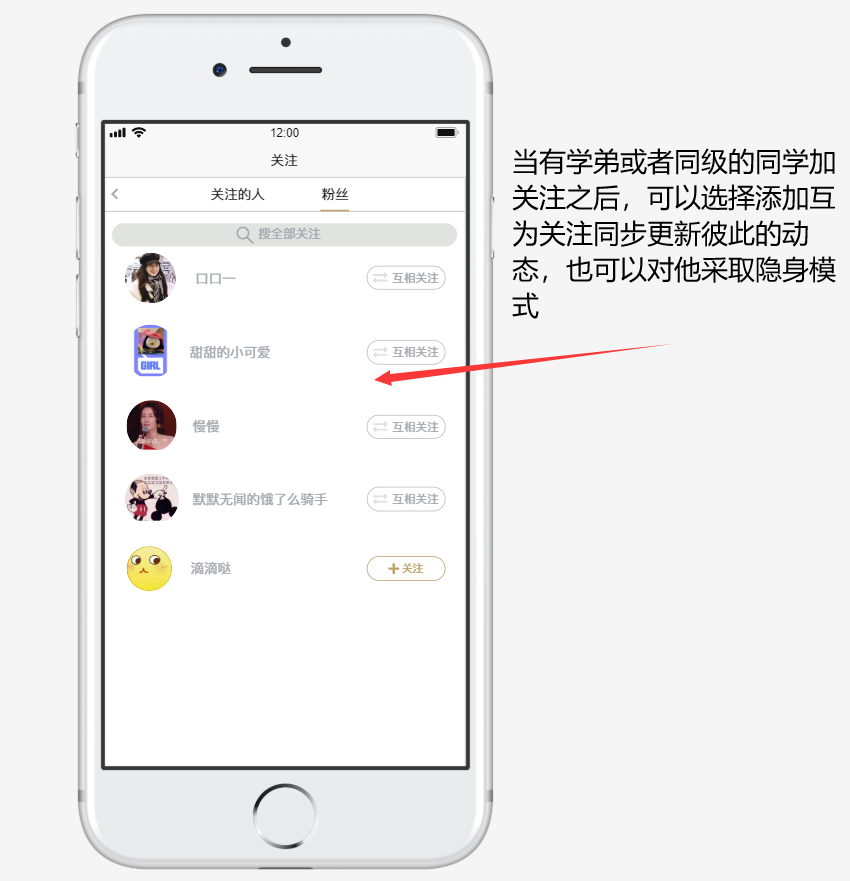 12:00
关注
关注的人
粉丝
搜全部关注
口口一
互相关注
甜甜的小可爱
互相关注
GIRL
慢慢
互相关注
默默无闻的饿了么骑手
互相关注
滴滴哒
关注
当有学弟或者同级的同学加
关注之后，可以选择添加互
为关注同步更新彼此的动
态，也可以对他采取隐身模
式